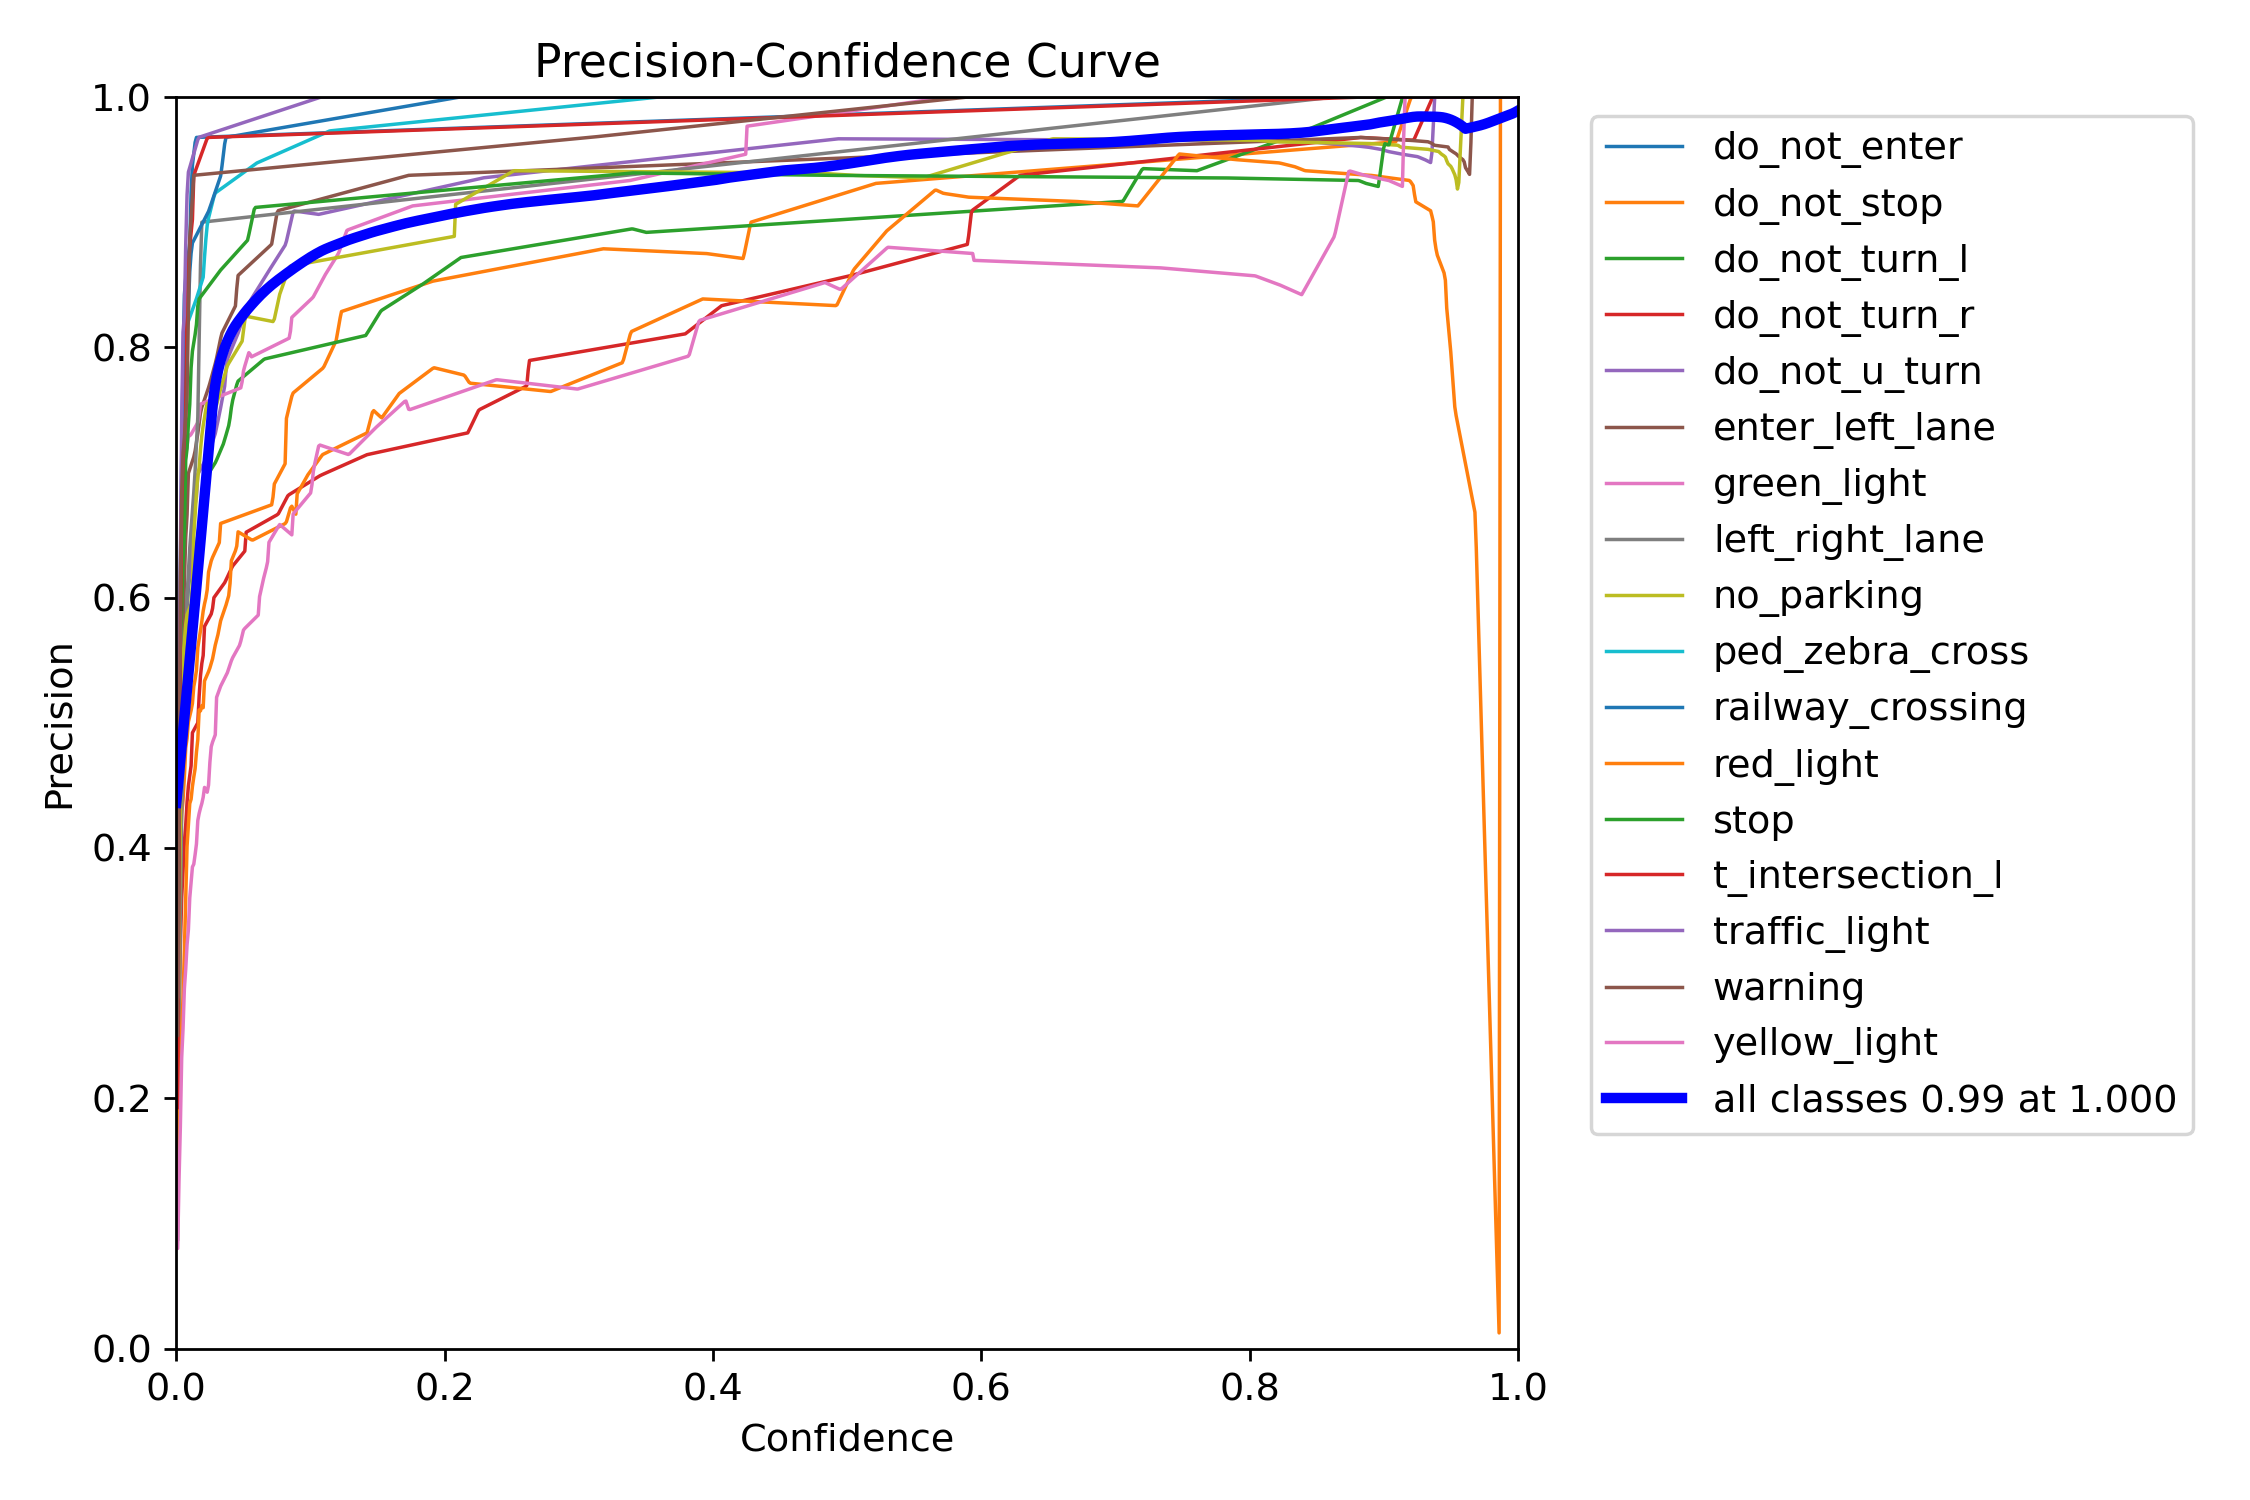 Precision-Confidence Curve
1.0
0.8
0.6
0.4
0.2
0.0
Precision
0.0 0.2 0.4 0.6 0.8 1.0
Confidence
do_not_enter
do_not_stop
do_not_turn_l
do_not_turn_r
do_not_u_turn
enter_left_lane
green_light
left_right_lane
no_parking
ped_zebra_cross
railway_crossing
red_light
stop
t_intersection_l
traffic_light
warning
yellow_light
all classes 0.99 at 1.000